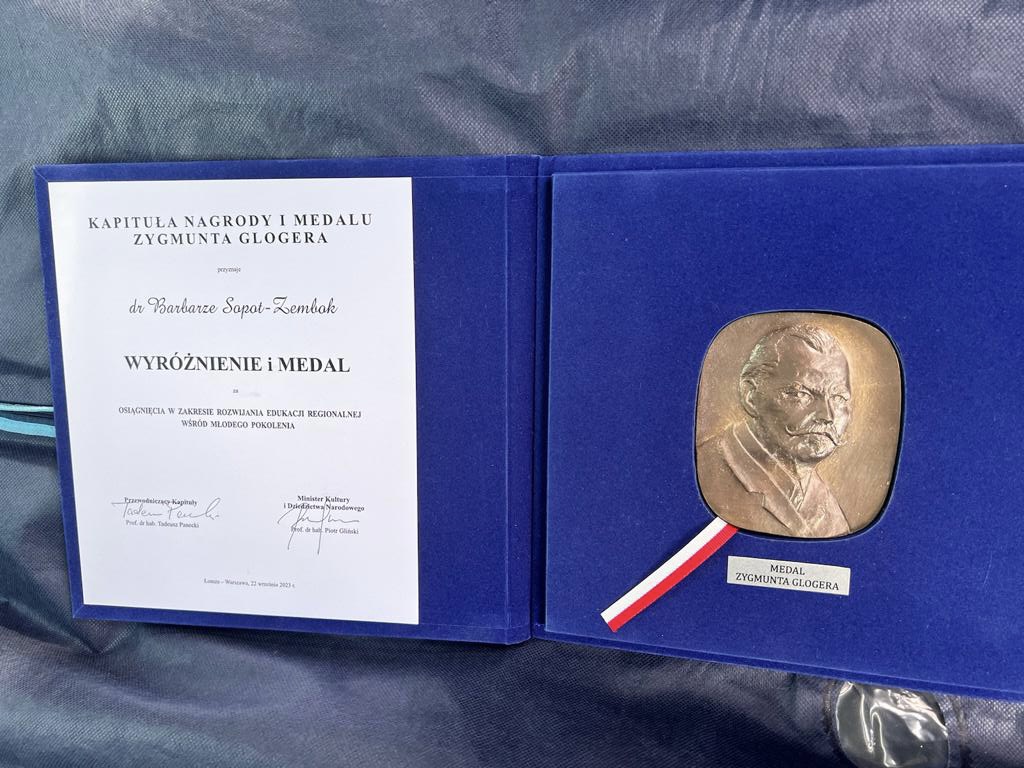 KAPITUŁA NAGRODY I MEDALU
ZYGMUNTA GLOGERA
przyznaje
dr Barbarze Sopot-Zembok
WYRÓŻNIENIE i MEDAL
za
OSIĄGNIĘCIA W ZAKRESIE ROZWIJANIA EDUKACJI REGIONALNEJ
WŚRÓD MŁODEGO POKOLENIA
Przewodniczący Kapituły
Prof. dr hab. Tadeusz Panecki
Minister Kultury
i Dziedzictwa Narodowego
Prof. dr hab. Piotr Gliński
Łomża – Warszawa, 22 września 2023 r.
MEDAL
ZYGMUNTA GLOGERA